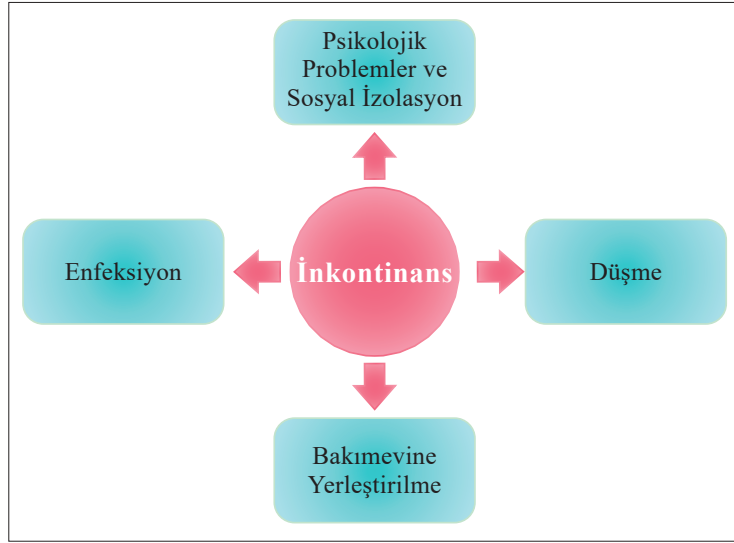 Psikolojik
Problemler ve
Sosyal İzolasyon
Enfeksiyon
İnkontinans
Düşme
Bakımevine
Yerleştirilme